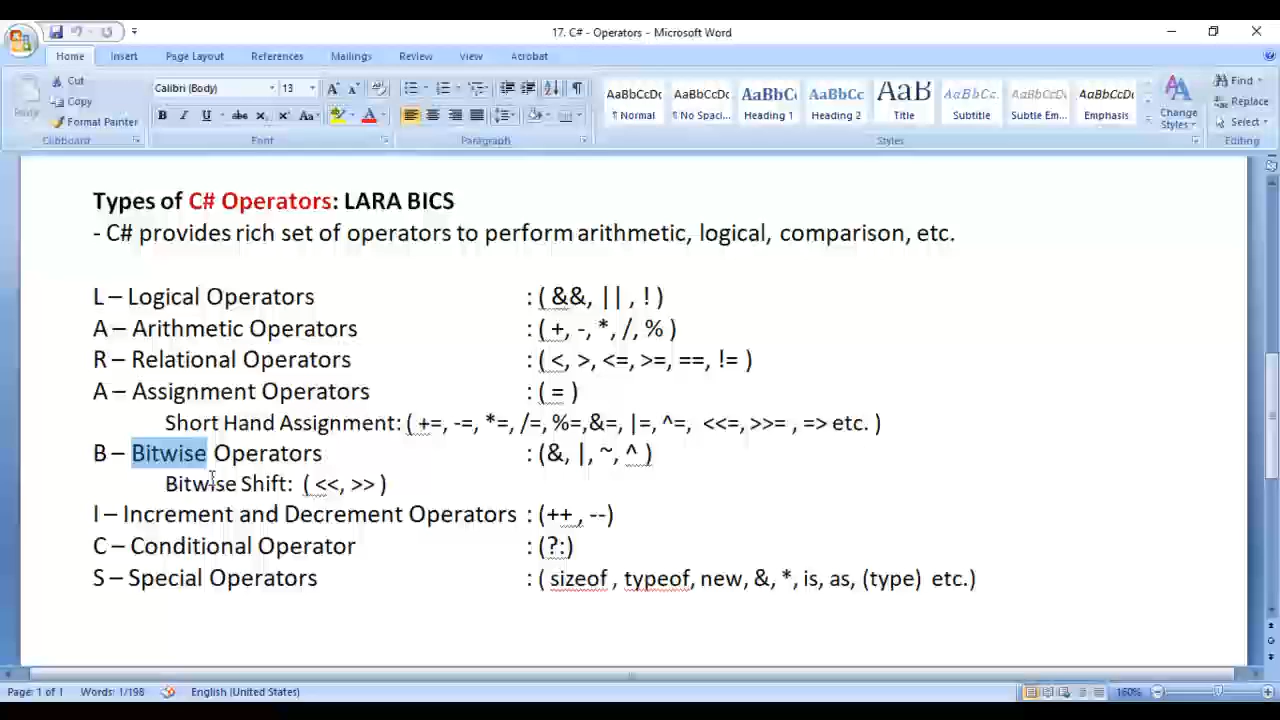 17. C# - Operators - Microsoft Word
Home Insert Page Layout References Mailings Review View Acrobat
Paste
Cut
Copy
Format Painter
Clipboard
Calibri (Body) 13
B I U abc X₂ X² Aa
Font
Paragraph
AaBbCcDc AaBbCcDc AaBbC AaBbCc AaB AaBbCc. AaBbCcDc AaBbCcDc
¶ Normal ¶ No Spaci... Heading 1 Heading 2 Title Subtitle Subtle Em... Emphasis
Change Styles
Styles
Find
Replace
Select
Editing
Types of C# Operators: LARA BICS
- C# provides rich set of operators to perform arithmetic, logical, comparison, etc.
L – Logical Operators : ( &&, || , ! )
A – Arithmetic Operators : ( +, -, *, /, % )
R – Relational Operators : ( <, >, <=, >=, ==, != )
A – Assignment Operators : ( = )
Short Hand Assignment: ( +=, -=, *=, /=, %=,&=, |=, ^=, <<=, >>= , => etc. )
B – Bitwise Operators : (&, |, ~, ^ )
Bitwise Shift: ( <<, >> )
I – Increment and Decrement Operators : (++ , --)
C – Conditional Operator : (?:)
S – Special Operators : ( sizeof , typeof, new, &, *, is, as, (type) etc.)
Page: 1 of 1 Words: 1/198 English (United States) 160%